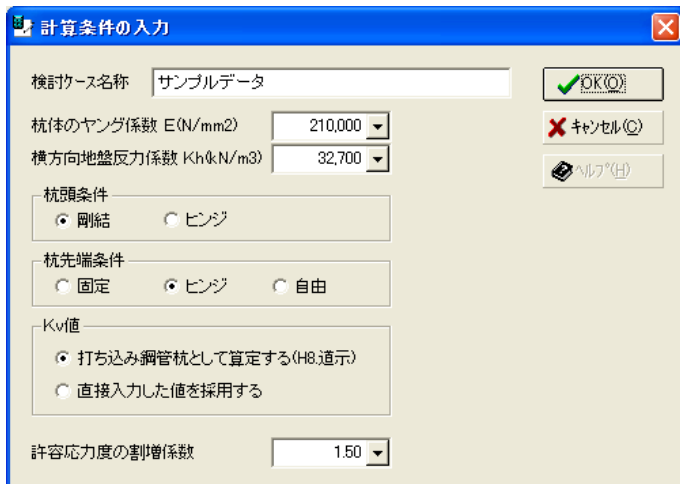 計算条件の入力
検討ケース名称 サンプルデータ
OK(O)
杭体のヤング係数 E(N/mm2) 210,000
キャンセル(C)
横方向地盤反力係数 Kh(kN/m3) 32,700
ヘルプ(H)
杭頭条件
剛結 ヒンジ
杭先端条件
固定 ヒンジ 自由
Kv値
打ち込み鋼管杭として算定する(H8.道示)
直接入力した値を採用する
許容応力度の割増係数 1.50